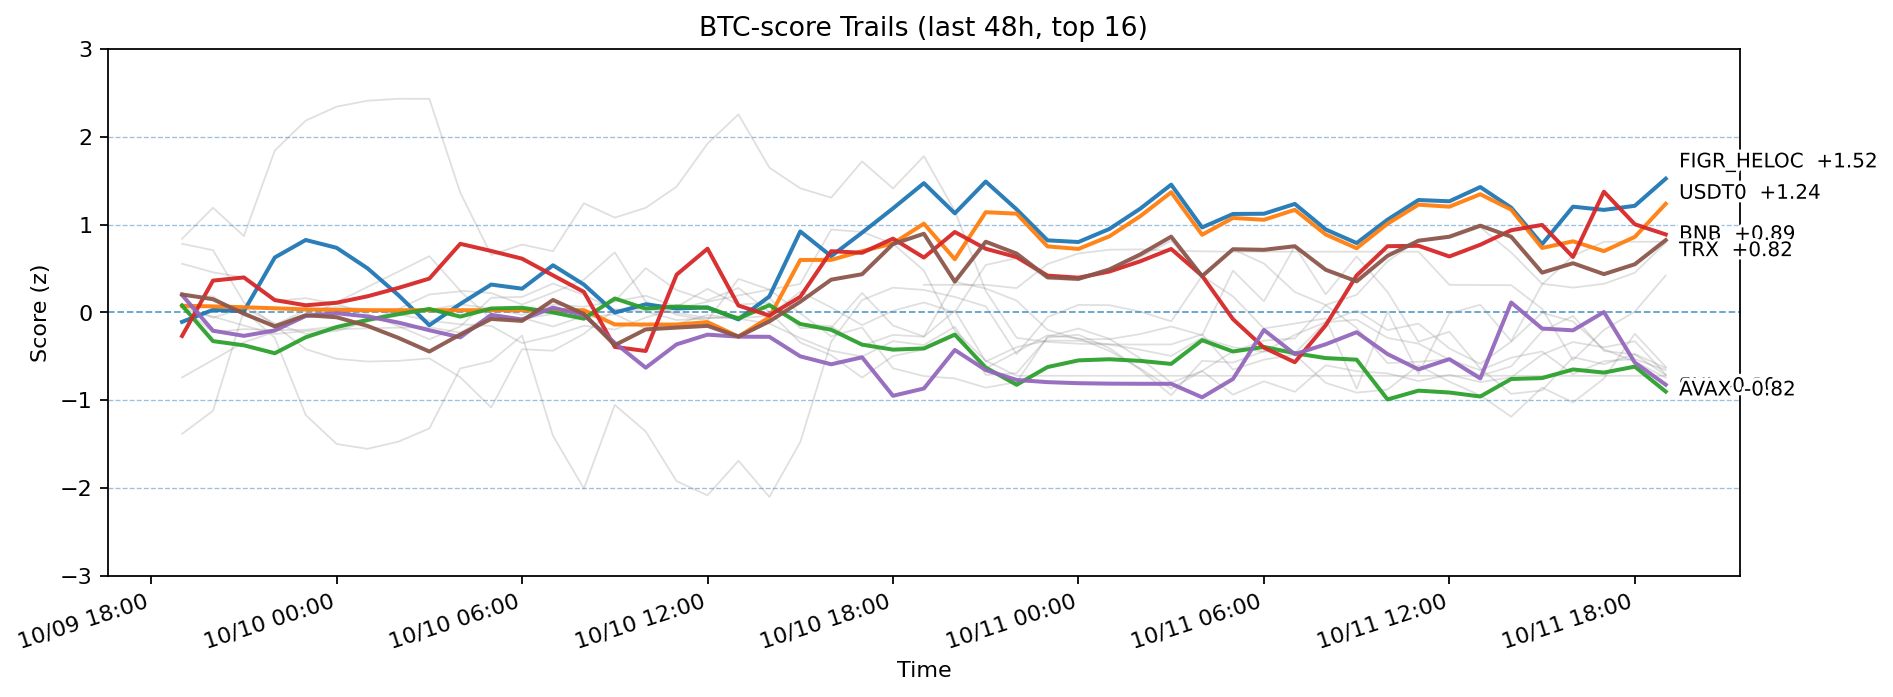 BTC-score Trails (last 48h, top 16)
3
2
1
0
−1
−2
−3
Score (z)
FIGR_HELOC +1.52
USDT0 +1.24
BNB +0.89
TRX +0.82
AVAX -0.82
10/09 18:00
10/10 00:00
10/10 06:00
10/10 12:00
10/10 18:00
10/11 00:00
10/11 06:00
10/11 12:00
10/11 18:00
Time